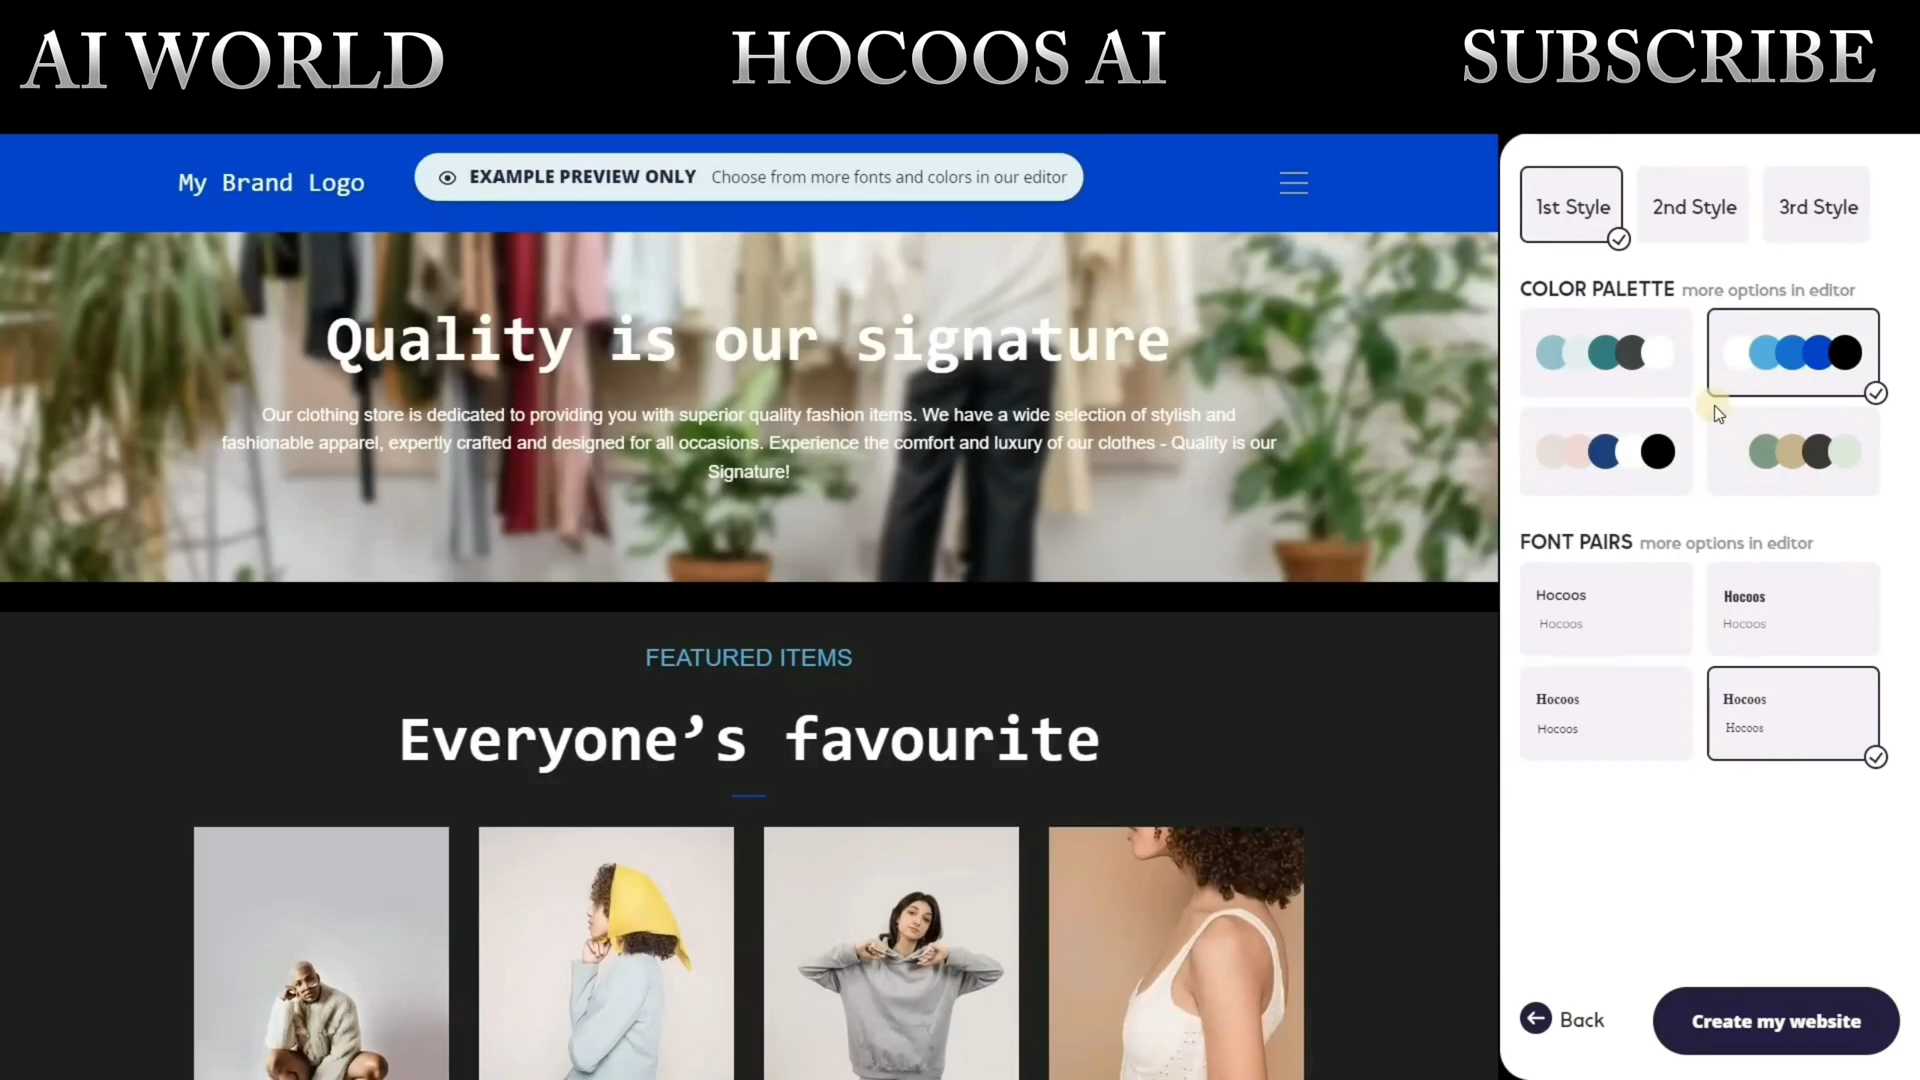 AI WORLD
HOCOOS AI
SUBSCRIBE
My Brand Logo
EXAMPLE PREVIEW ONLY Choose from more fonts and colors in our editor
Quality is our signature
Our clothing store is dedicated to providing you with superior quality fashion items. We have a wide selection of stylish and
fashionable apparel, expertly crafted and designed for all occasions. Experience the comfort and luxury of our clothes - Quality is our
Signature!
FEATURED ITEMS
Everyone’s favourite
1st Style
2nd Style
3rd Style
COLOR PALETTE more options in editor
FONT PAIRS more options in editor
Hocoos
Hocoos
Hocoos
Hocoos
Hocoos
Hocoos
Hocoos
Hocoos
Back
Create my website